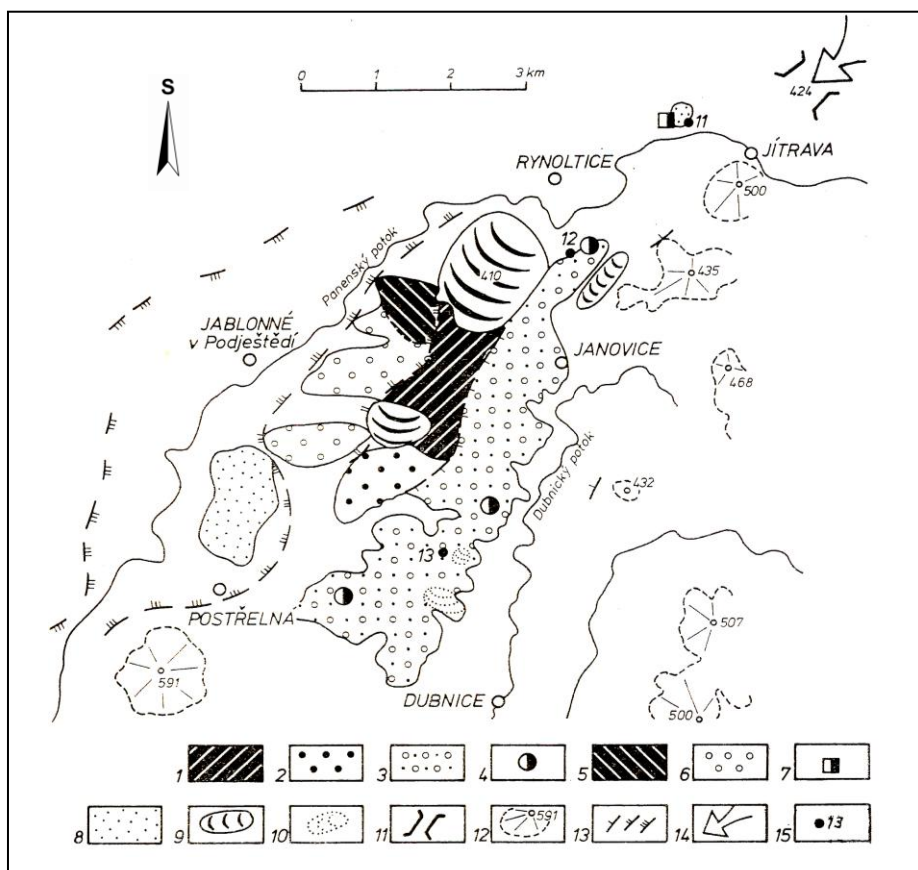 0 1 2 3 km
S
424
11
JÍTRAVA
RYNOLTICE
500
12
410
435
Panenský potok
JABLONNÉ
v Podještědí
JANOVICE
468
Dubnický potok
432
13
POSTŘELNÁ
507
591
DUBNICE
500
1 2 3 4 5 6 7
8 9 10 11 12 591 13 14 15 13